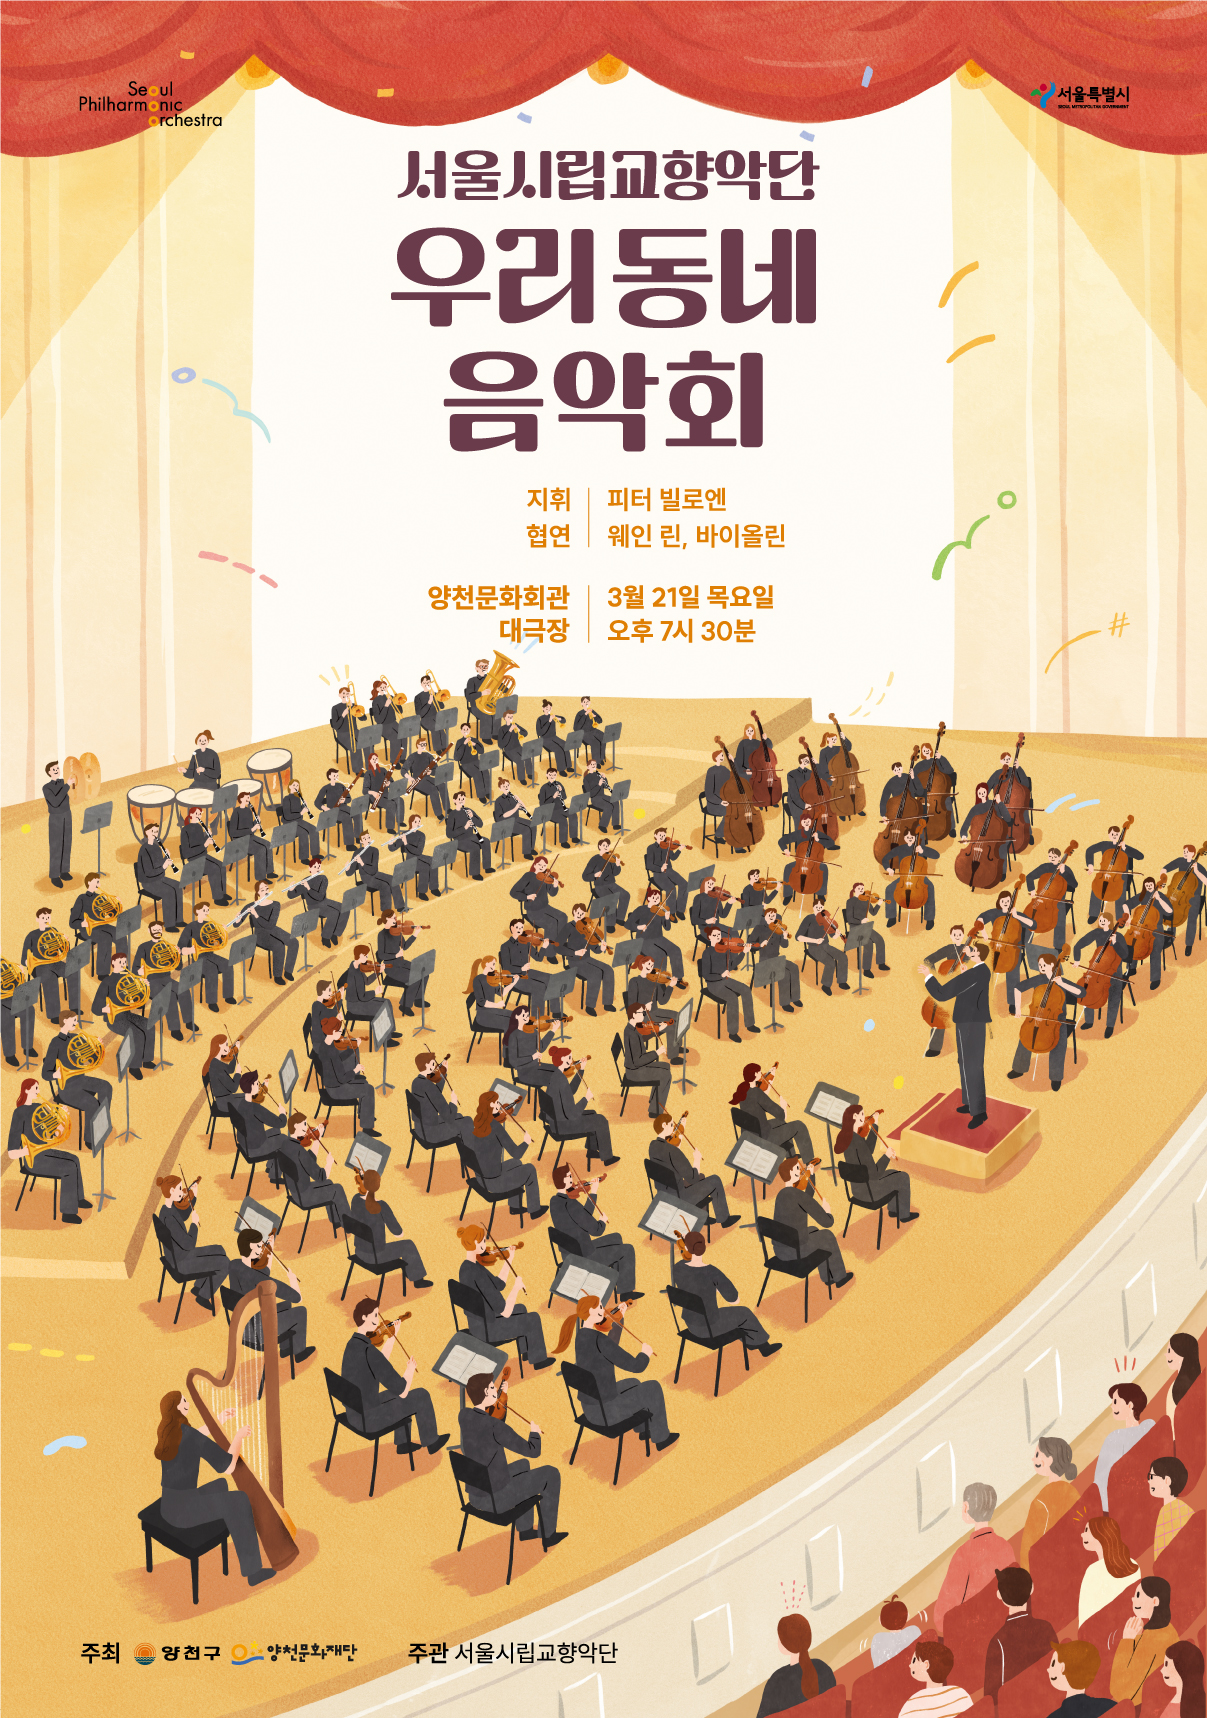 Seoul
Philharmonic
Orchestra
서울특별시
SEOUL METROPOLITAN GOVERNMENT
서울시립교향악단
우리동네
음악회
지휘 피터 빌로엔
협연 웨인 린, 바이올린
양천문화회관 3월 21일 목요일
대극장 오후 7시 30분
#
주최 양천구 양천문화재단 주관 서울시립교향악단